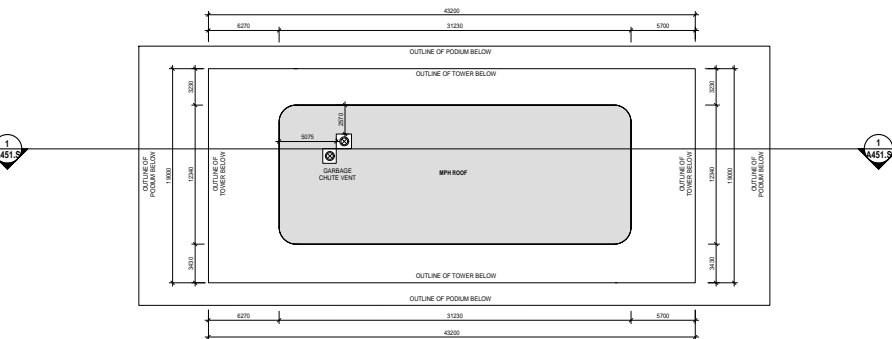 43200
6270
31230
5700
OUTLINE OF PODIUM BELOW
OUTLINE OF TOWER BELOW
3230
3230
2570
5075
1
A451.S
1
A451.S
OUTLINE OF
PODIUM BELOW
19000
12340
OUTLINE OF
TOWER BELOW
GARBAGE
CHUTE VENT
MPH ROOF
OUTLINE OF
TOWER BELOW
12340
19000
OUTLINE OF
PODIUM BELOW
3430
3430
OUTLINE OF TOWER BELOW
OUTLINE OF PODIUM BELOW
6270
31230
5700
43200